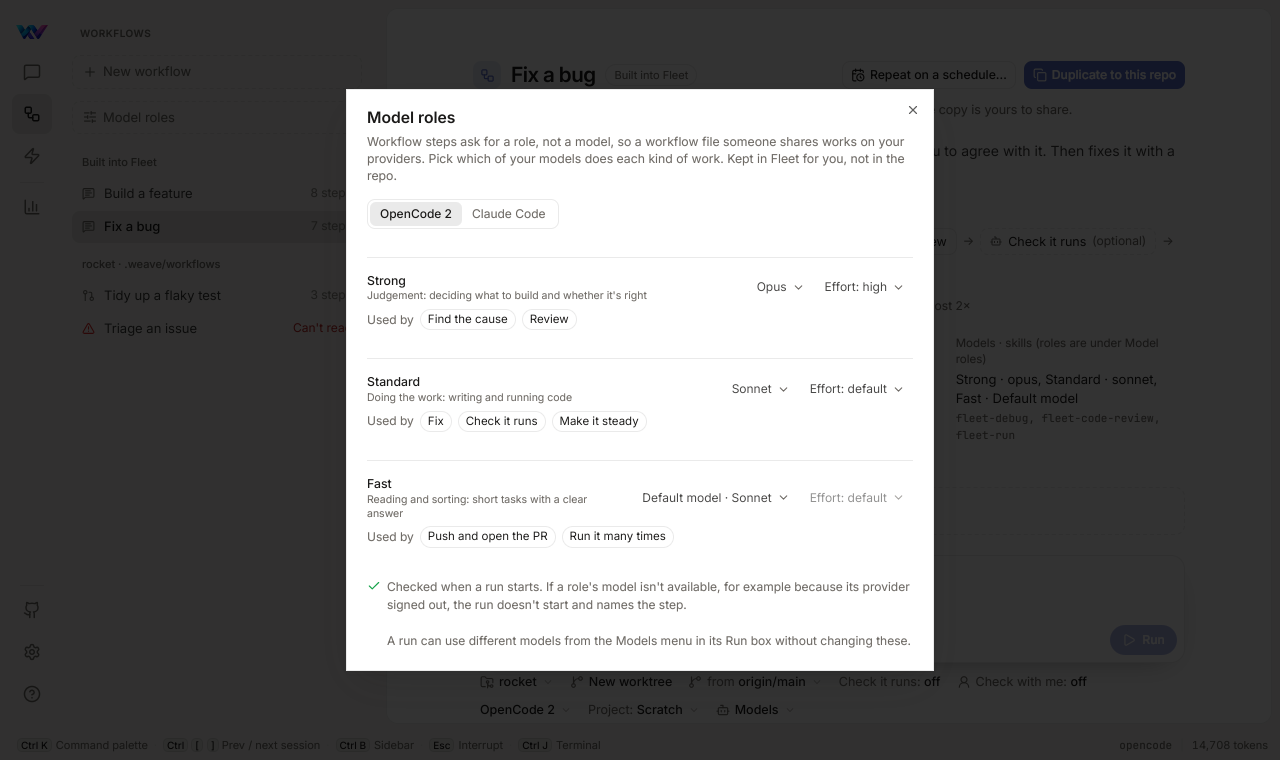 WORKFLOWS
New workflow
Model roles
Built into Fleet
Build a feature
8 step
Fix a bug
7 step
rocket · .weave/workflows
Tidy up a flaky test
3 step
Triage an issue
Can't rea
Fix a bug
Built into Fleet
Repeat on a schedule...
Duplicate to this repo
copy is yours to share.
u to agree with it. Then fixes it with a
ew
Check it runs (optional)
ost 2×
Models · skills (roles are under Model
roles)
Strong · opus, Standard · sonnet,
Fast · Default model
fleet-debug, fleet-code-review,
fleet-run
Model roles
Workflow steps ask for a role, not a model, so a workflow file someone shares works on your
providers. Pick which of your models does each kind of work. Kept in Fleet for you, not in the
repo.
OpenCode 2
Claude Code
Strong
Judgement: deciding what to build and whether it's right
Opus
Effort: high
Used by
Find the cause
Review
Standard
Doing the work: writing and running code
Sonnet
Effort: default
Used by
Fix
Check it runs
Make it steady
Fast
Reading and sorting: short tasks with a clear
answer
Default model · Sonnet
Effort: default
Used by
Push and open the PR
Run it many times
Checked when a run starts. If a role's model isn't available, for example because its provider
signed out, the run doesn't start and names the step.
A run can use different models from the Models menu in its Run box without changing these.
Run
rocket
New worktree
from origin/main
Check it runs: off
Check with me: off
OpenCode 2
Project: Scratch
Models
Ctrl K Command palette
Ctrl [ ] Prev / next session
Ctrl B Sidebar
Esc Interrupt
Ctrl J Terminal
opencode
14,708 tokens